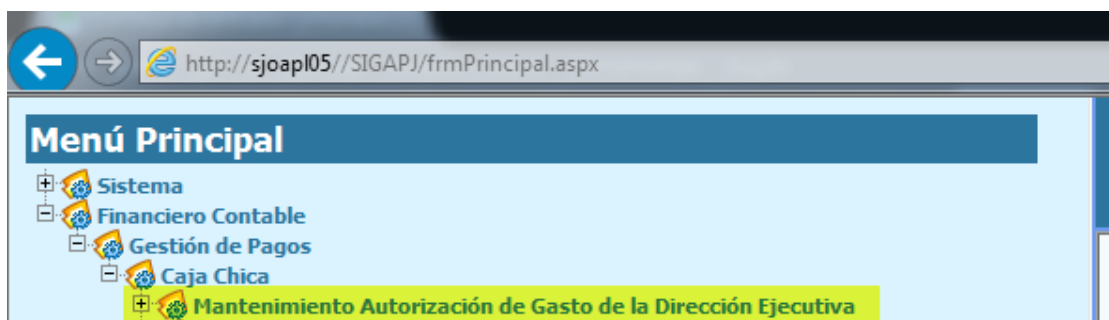 http://sjoapl05//SIGAPJ/frmPrincipal.aspx
Menú Principal
Sistema
Financiero Contable
Gestión de Pagos
Caja Chica
Mantenimiento Autorización de Gasto de la Dirección Ejecutiva